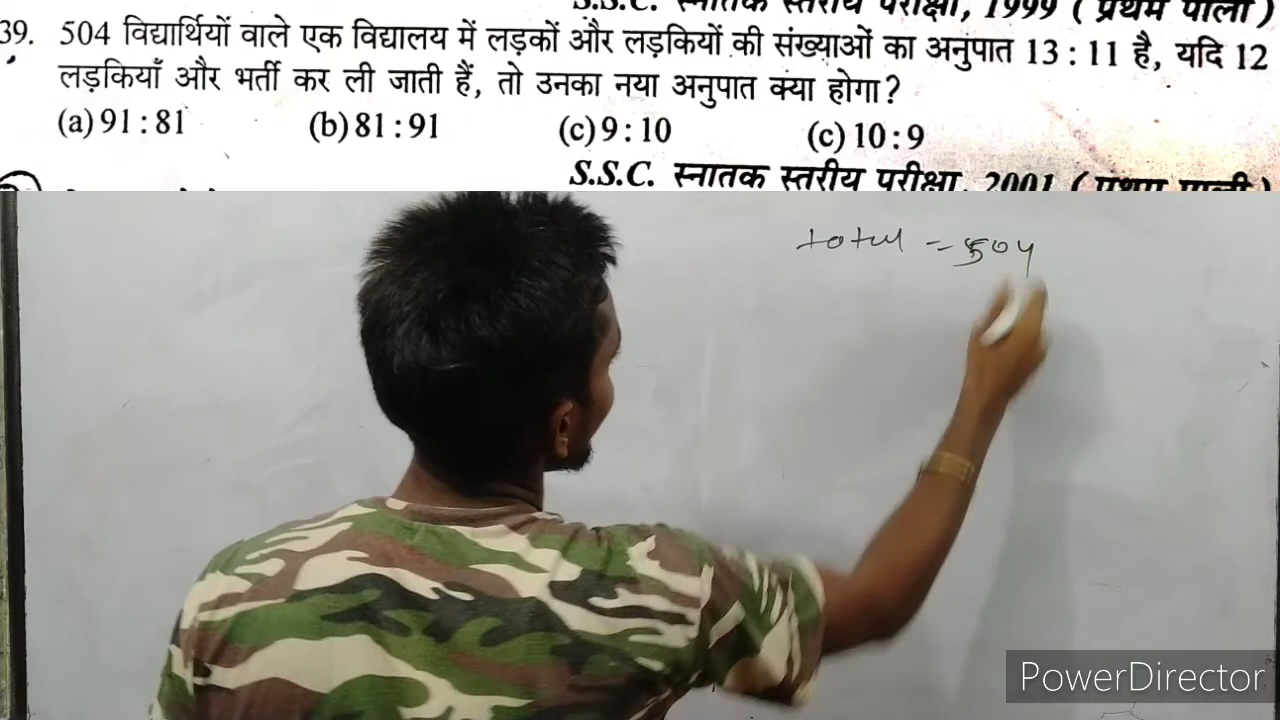 S.S.C. स्नातक स्तरीय परीक्षा, 1999 ( प्रथम पाली )
39. 504 विद्यार्थियों वाले एक विद्यालय में लड़कों और लड़कियों की संख्याओं का अनुपात 13 : 11 है, यदि 12
लड़कियाँ और भर्ती कर ली जाती हैं, तो उनका नया अनुपात क्या होगा?
(a) 91 : 81 (b) 81 : 91 (c) 9 : 10 (c) 10 : 9
S.S.C. स्नातक स्तरीय परीक्षा, 2001 ( प्रथम पाली )
total = 504
PowerDirector